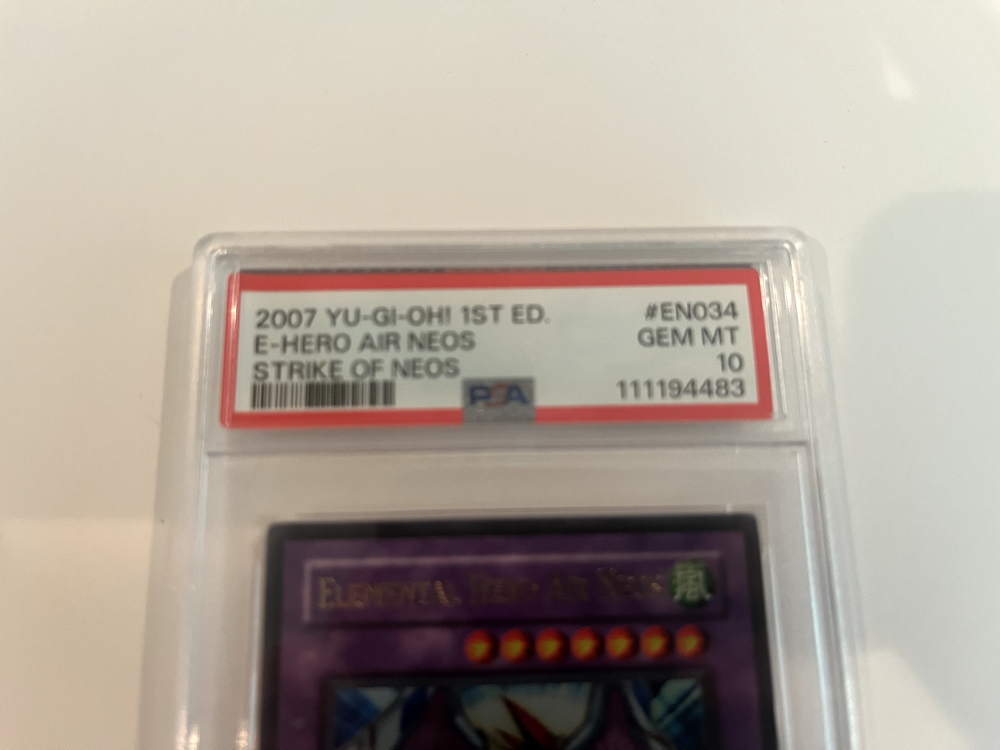 2007 YU-GI-OH! 1ST ED. #EN034
E-HERO AIR NEOS GEM MT
STRIKE OF NEOS 10
PSA 111194483
ELEMENTAL HERO AIR NEOS 風